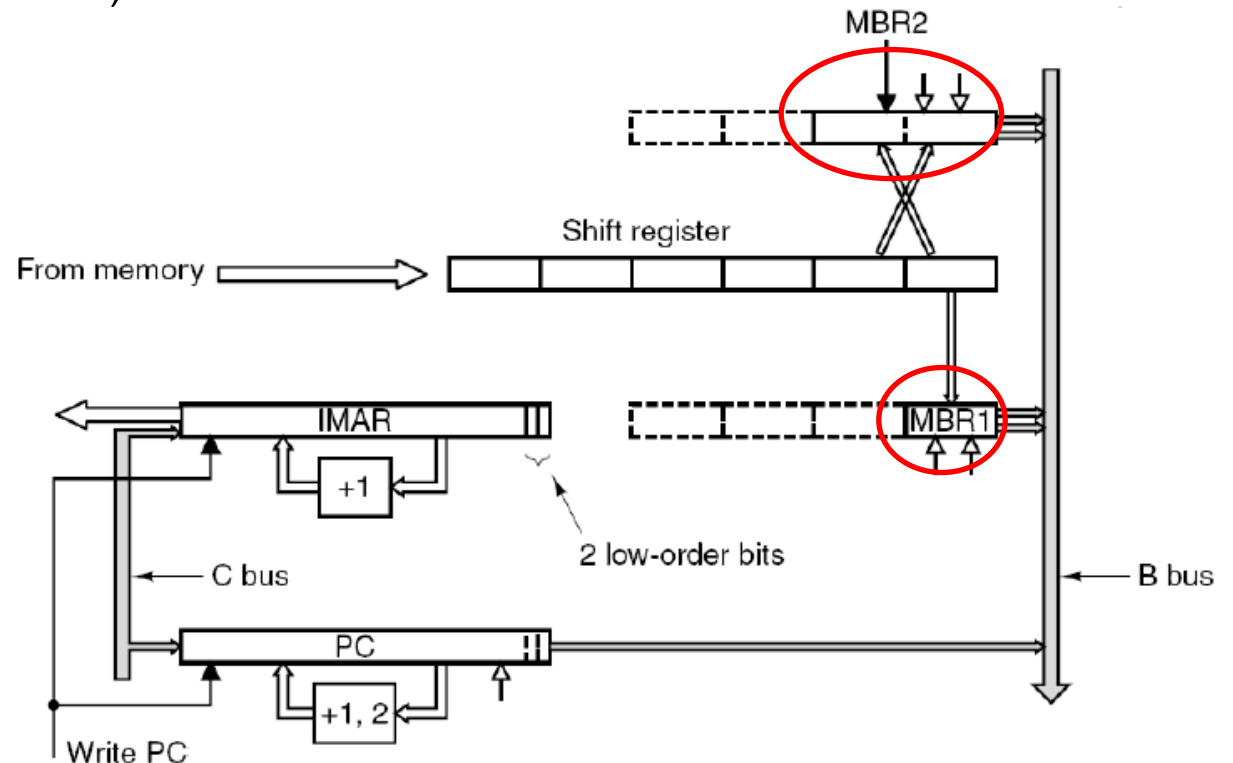 )
MBR2
Shift register
From memory
IMAR
MBR1
+1
2 low-order bits
C bus
B bus
PC
+1, 2
Write PC